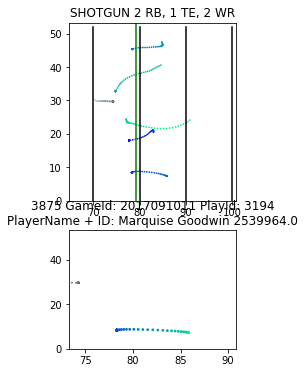 SHOTGUN 2 RB, 1 TE, 2 WR
50
40
30
20
10
0
70 80 90 100
3875 GameId: 2017091011 PlayId: 3194
PlayerName + ID: Marquise Goodwin 2539964.0
40
20
0
75 80 85 90